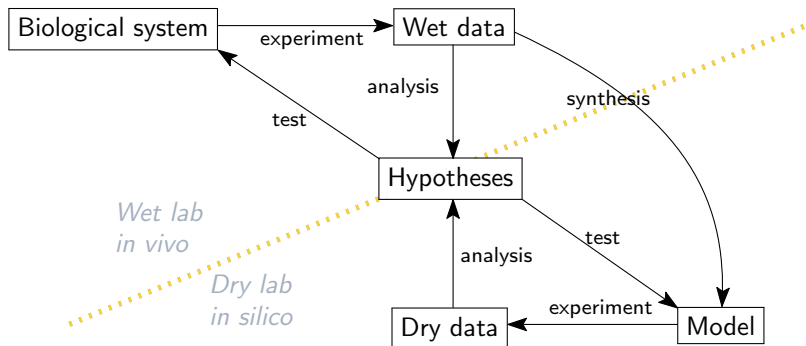 Biological system
experiment
Wet data
analysis
synthesis
test
Hypotheses
Wet lab
in vivo
test
analysis
Dry lab
in silico
experiment
Dry data
Model